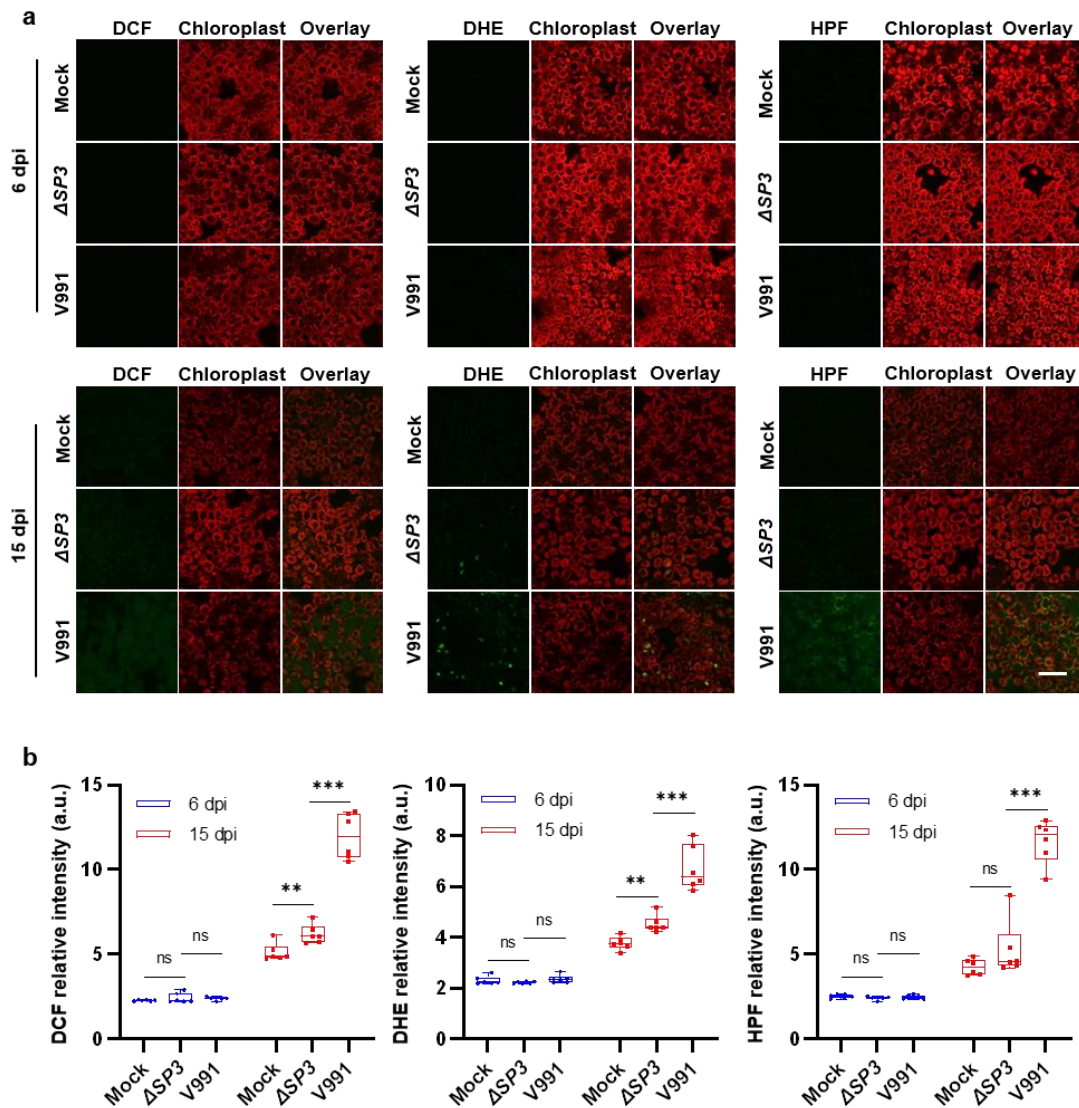 a
DCF Chloroplast Overlay
DHE Chloroplast Overlay
HPF Chloroplast Overlay
6 dpi
Mock
ΔSP3
V991
Mock
ΔSP3
V991
Mock
ΔSP3
V991
DCF Chloroplast Overlay
DHE Chloroplast Overlay
HPF Chloroplast Overlay
15 dpi
Mock
ΔSP3
V991
Mock
ΔSP3
V991
Mock
ΔSP3
V991
b
DCF relative intensity (a.u.)
15
10
5
0
6 dpi
15 dpi
ns
ns
**
***
Mock ΔSP3 V991 Mock ΔSP3 V991
DHE relative intensity (a.u.)
10
8
6
4
2
0
6 dpi
15 dpi
ns
ns
**
***
Mock ΔSP3 V991 Mock ΔSP3 V991
HPF relative intensity (a.u.)
15
10
5
0
6 dpi
15 dpi
ns
ns
ns
***
Mock ΔSP3 V991 Mock ΔSP3 V991